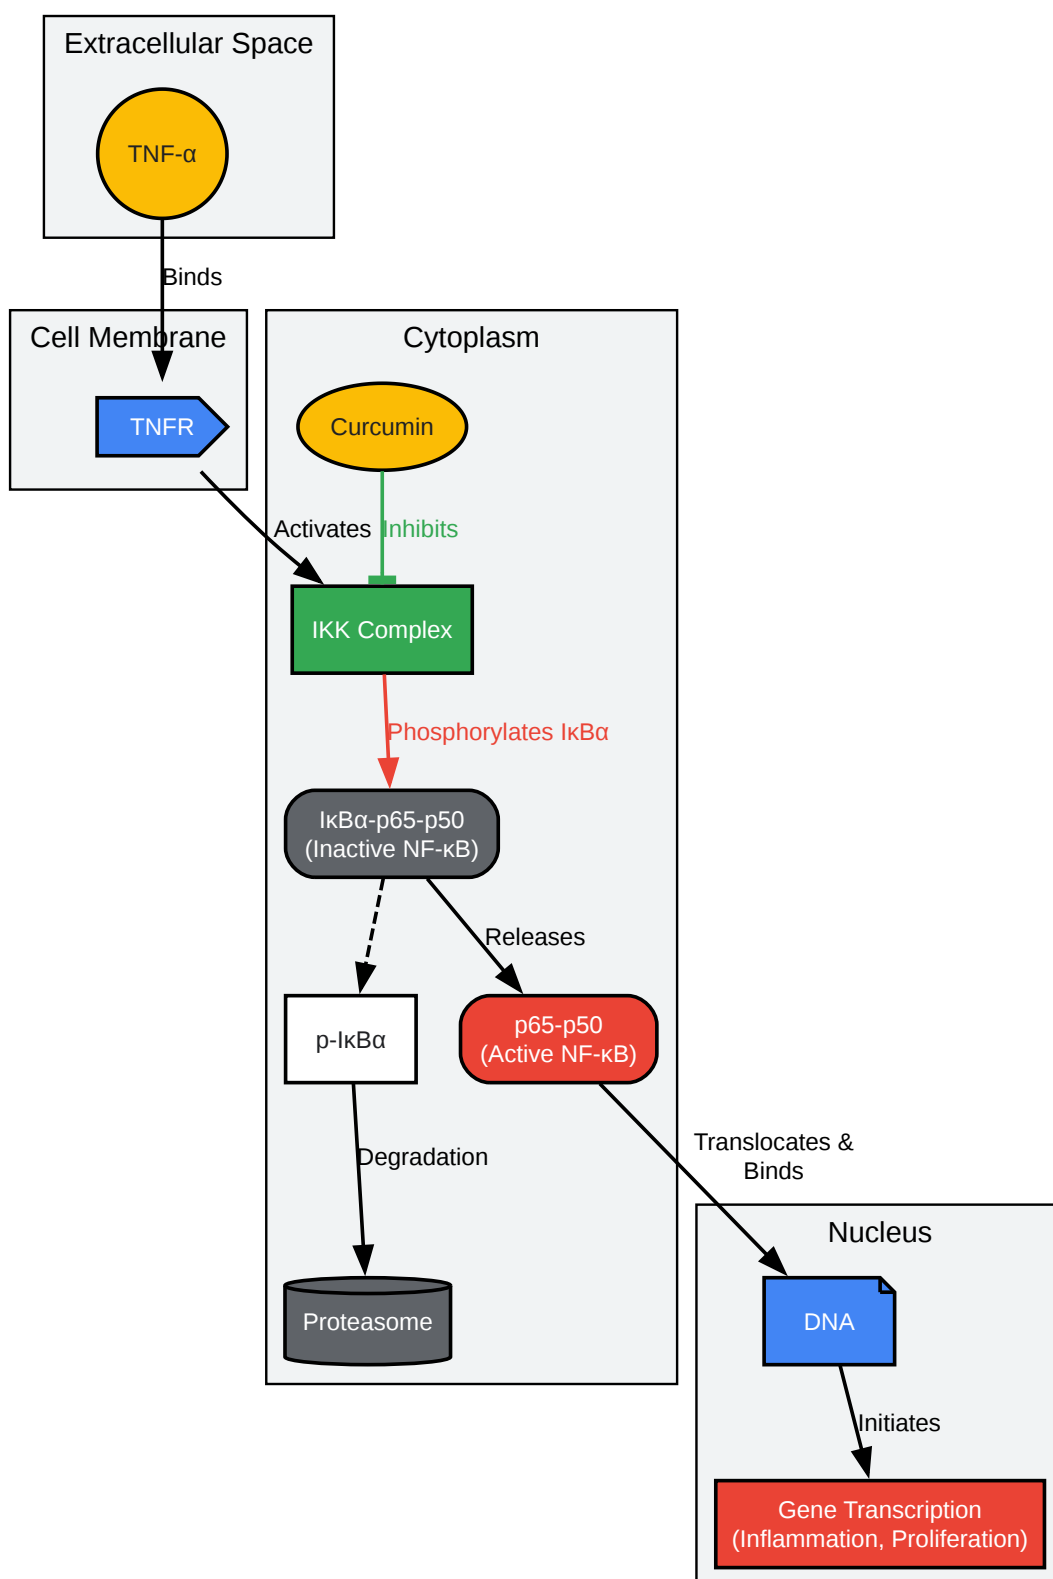 Extracellular Space
TNF-α
Binds
Cell Membrane
TNFR
Cytoplasm
Curcumin
Activates
Inhibits
IKK Complex
Phosphorylates IκBα
IκBα-p65-p50
(Inactive NF-κB)
Releases
p-IκBα
p65-p50
(Active NF-κB)
Degradation
Translocates &
Binds
Proteasome
Nucleus
DNA
Initiates
Gene Transcription
(Inflammation, Proliferation)